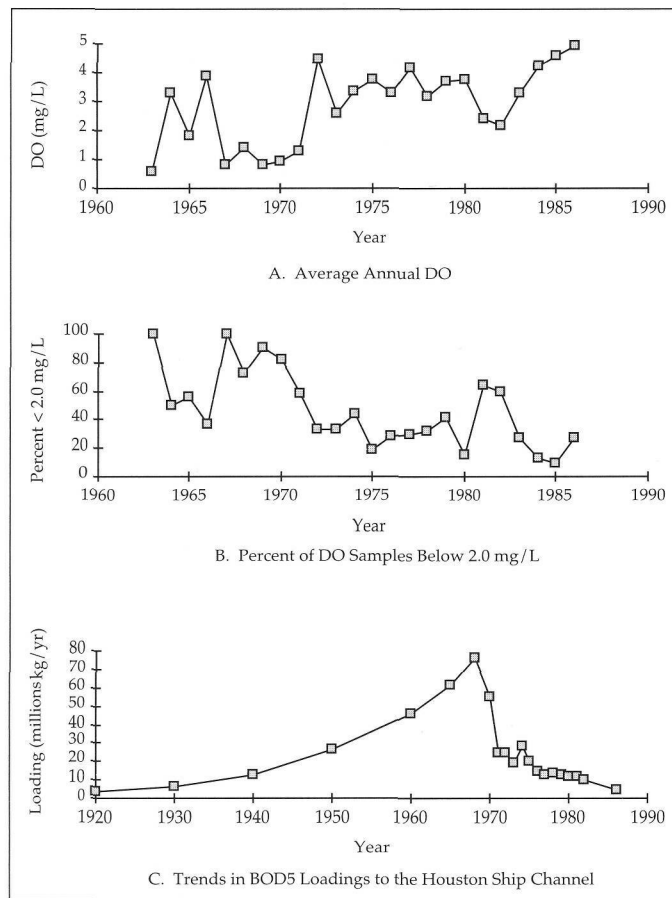 5
4
3
2
1
0
DO (mg/L)
1960 1965 1970 1975 1980 1985 1990
Year
A. Average Annual DO
100
80
60
40
20
0
Percent < 2.0 mg/L
1960 1965 1970 1975 1980 1985 1990
Year
B. Percent of DO Samples Below 2.0 mg/L
80
70
60
50
40
30
20
10
0
Loading (millions kg/yr)
1920 1930 1940 1950 1960 1970 1980 1990
Year
C. Trends in BOD5 Loadings to the Houston Ship Channel